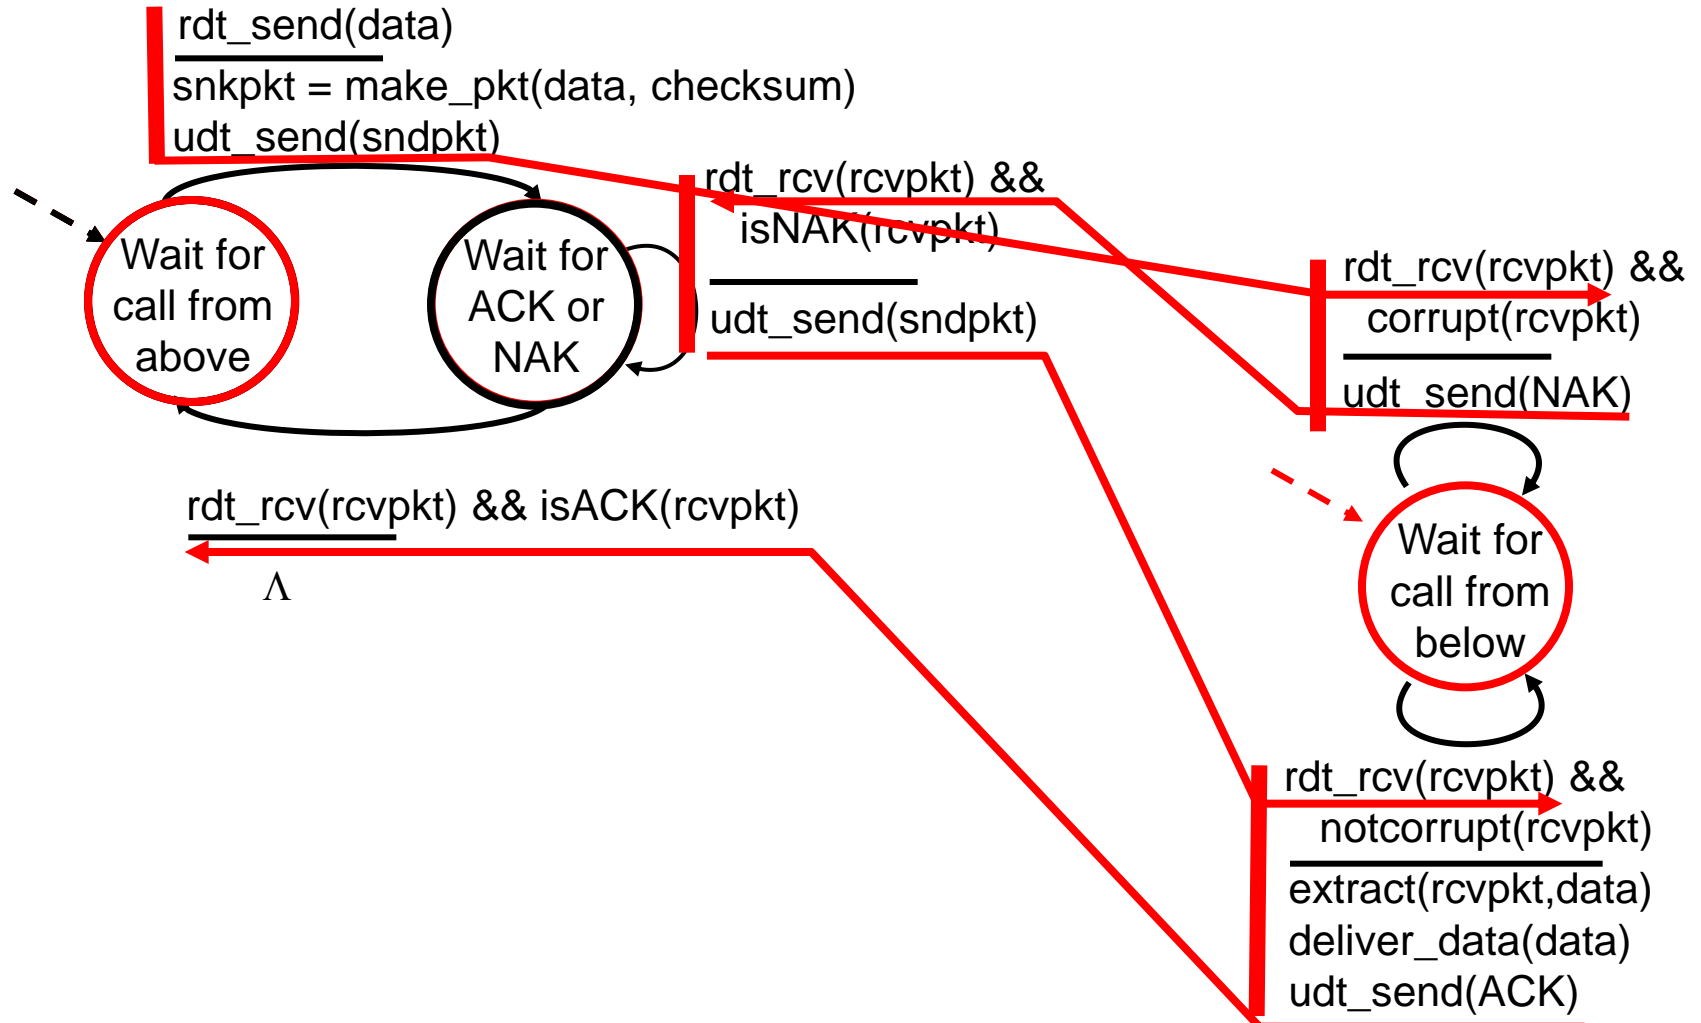 rdt_send(data)
snkpkt = make_pkt(data, checksum)
udt_send(sndpkt)
Wait for
call from
above
Wait for
ACK or
NAK
rdt_rcv(rcvpkt) &&
isNAK(rcvpkt)
udt_send(sndpkt)
rdt_rcv(rcvpkt) && isACK(rcvpkt)
Λ
rdt_rcv(rcvpkt) &&
corrupt(rcvpkt)
udt_send(NAK)
Wait for
call from
below
rdt_rcv(rcvpkt) &&
notcorrupt(rcvpkt)
extract(rcvpkt,data)
deliver_data(data)
udt_send(ACK)